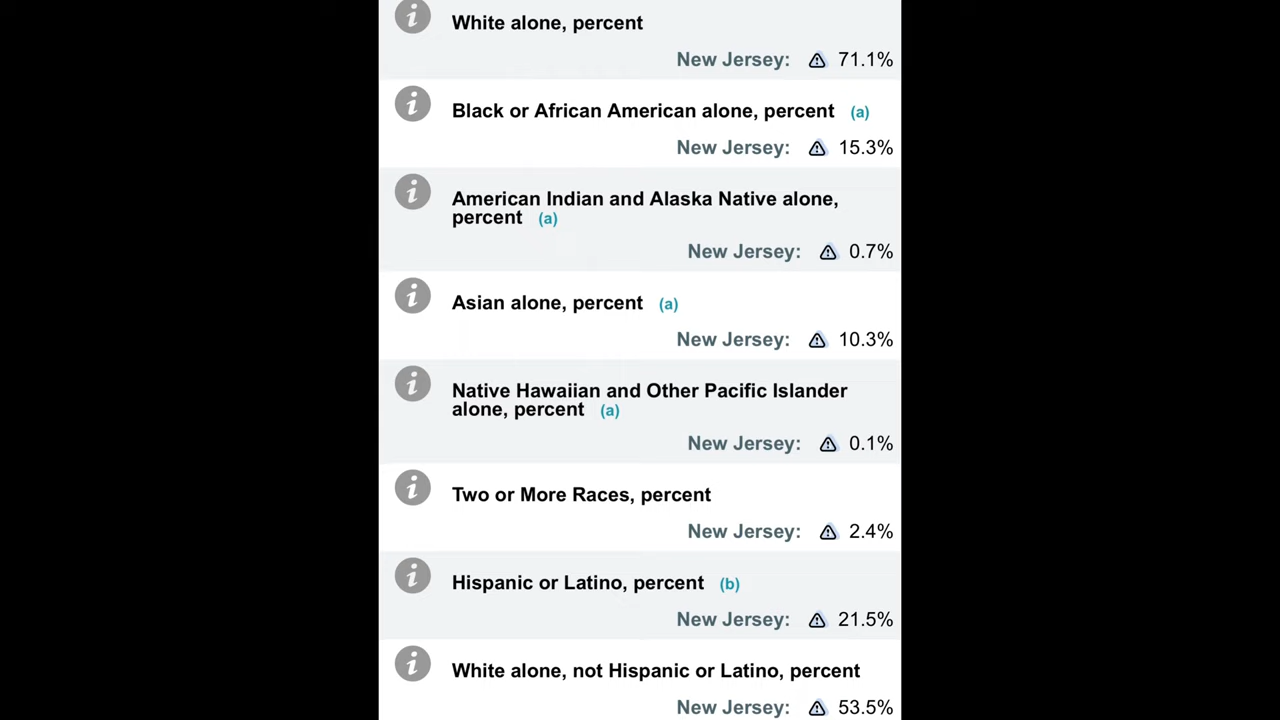 White alone, percent
New Jersey: 71.1%
Black or African American alone, percent (a)
New Jersey: 15.3%
American Indian and Alaska Native alone,
percent (a)
New Jersey: 0.7%
Asian alone, percent (a)
New Jersey: 10.3%
Native Hawaiian and Other Pacific Islander
alone, percent (a)
New Jersey: 0.1%
Two or More Races, percent
New Jersey: 2.4%
Hispanic or Latino, percent (b)
New Jersey: 21.5%
White alone, not Hispanic or Latino, percent
New Jersey: 53.5%